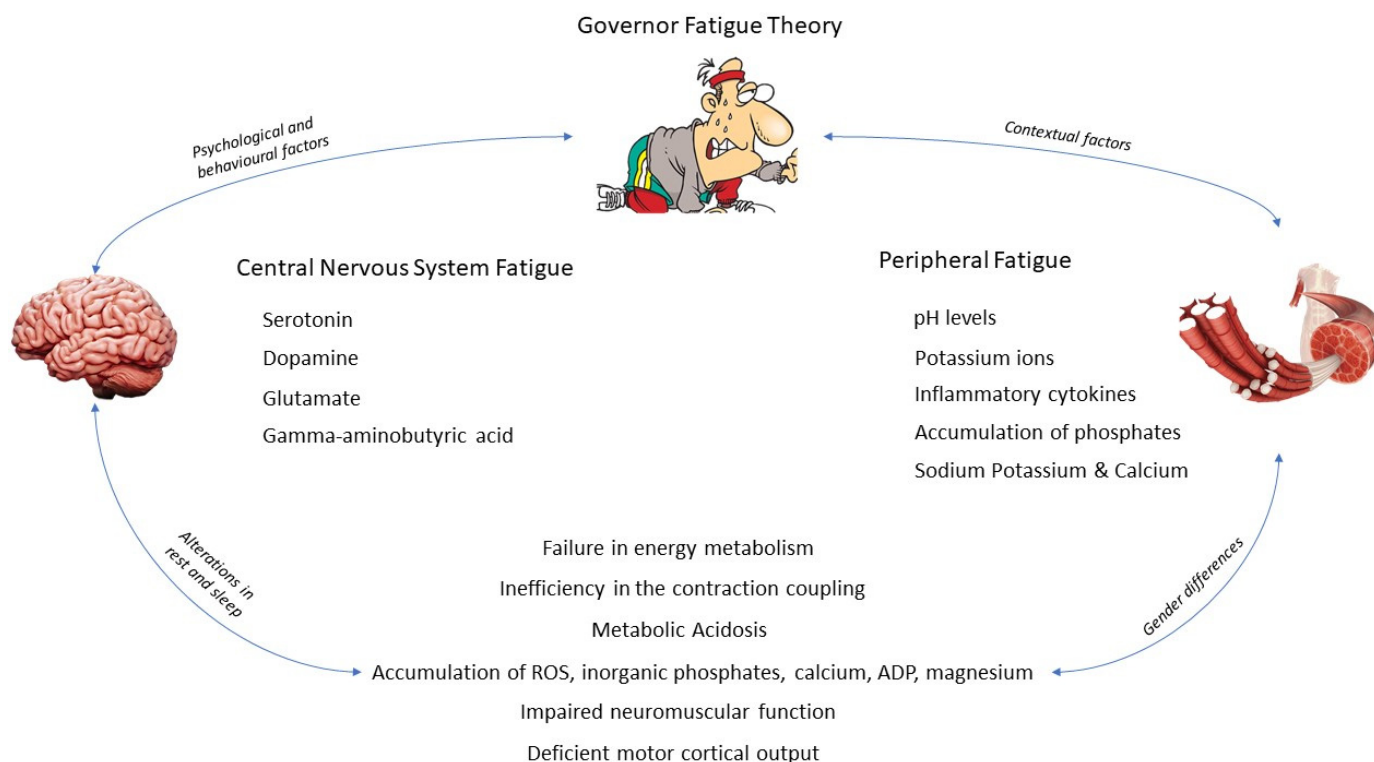 Governor Fatigue Theory
Psychological and
behavioural factors
Contextual factors
Central Nervous System Fatigue
Serotonin
Dopamine
Glutamate
Gamma-aminobutyric acid
Peripheral Fatigue
pH levels
Potassium ions
Inflammatory cytokines
Accumulation of phosphates
Sodium Potassium & Calcium
Alterations in
rest and sleep
Gender differences
Failure in energy metabolism
Inefficiency in the contraction coupling
Metabolic Acidosis
Accumulation of ROS, inorganic phosphates, calcium, ADP, magnesium
Impaired neuromuscular function
Deficient motor cortical output